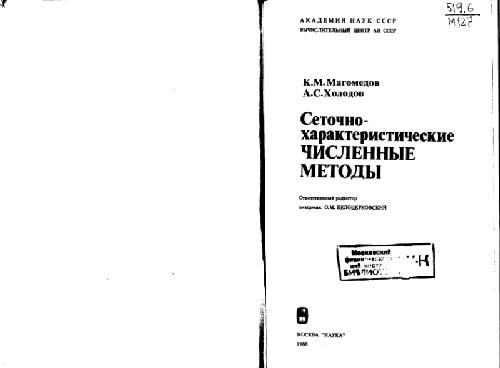 519.6
М127
АКАДЕМИЯ НАУК СССР
ВЫЧИСЛИТЕЛЬНЫЙ ЦЕНТР АН СССР
К.М. Магомедов
А.С. Холодов
Сеточно-
характеристические
ЧИСЛЕННЫЕ
МЕТОДЫ
Ответственный редактор
академик О.М. БЕЛОЦЕРКОВСКИЙ
Московский
МОСКВА "НАУКА"
1988